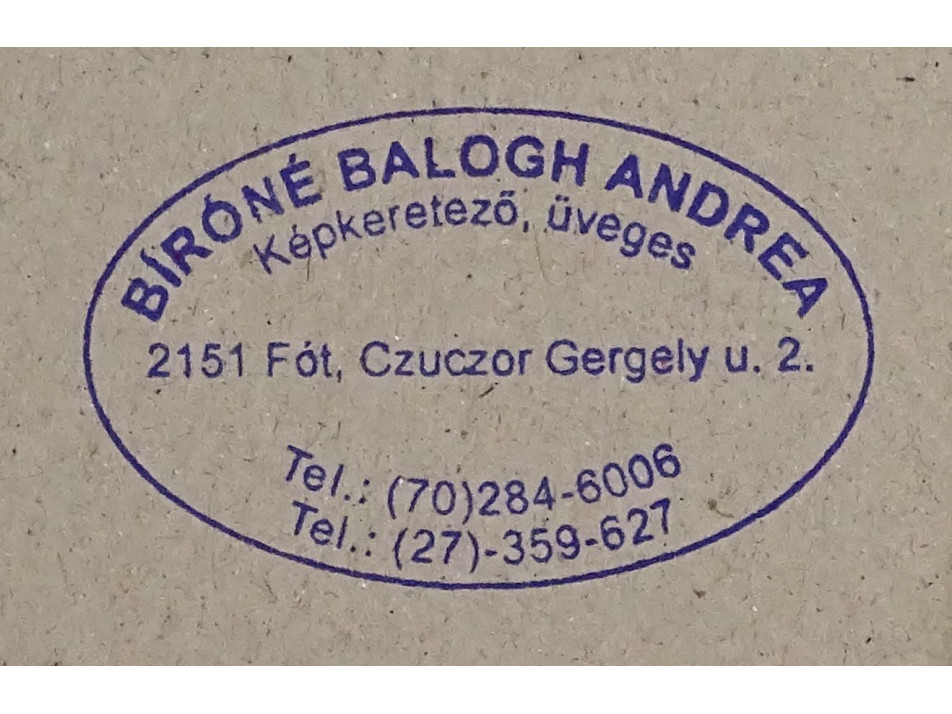 BÍRÓNÉ BALOGH ANDREA
Képkeretező, üveges
2151 Fót, Czuczor Gergely u. 2.
Tel.: (70)284-6006
Tel.: (27)-359-627